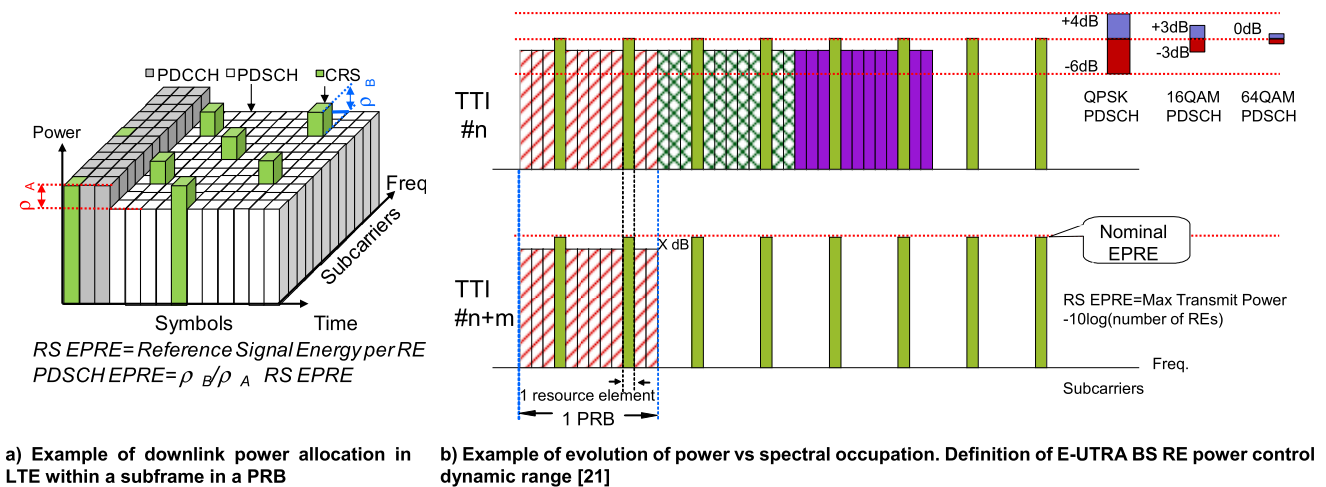 PDCCH PDSCH CRS
ρ B
Power
ρ A
Freq
Subcarriers
Symbols Time
RS EPRE=Reference Signal Energy per RE
PDSCH EPRE=ρ B/ρ A RS EPRE
a) Example of downlink power allocation in
LTE within a subframe in a PRB
TTI
#n
+4dB
-6dB
QPSK
PDSCH
+3dB
-3dB
16QAM
PDSCH
0dB
64QAM
PDSCH
TTI
#n+m
X dB
Nominal
EPRE
RS EPRE=Max Transmit Power
-10log(number of REs)
Freq.
Subcarriers
1 resource element
1 PRB
b) Example of evolution of power vs spectral occupation. Definition of E-UTRA BS RE power control
dynamic range [21]